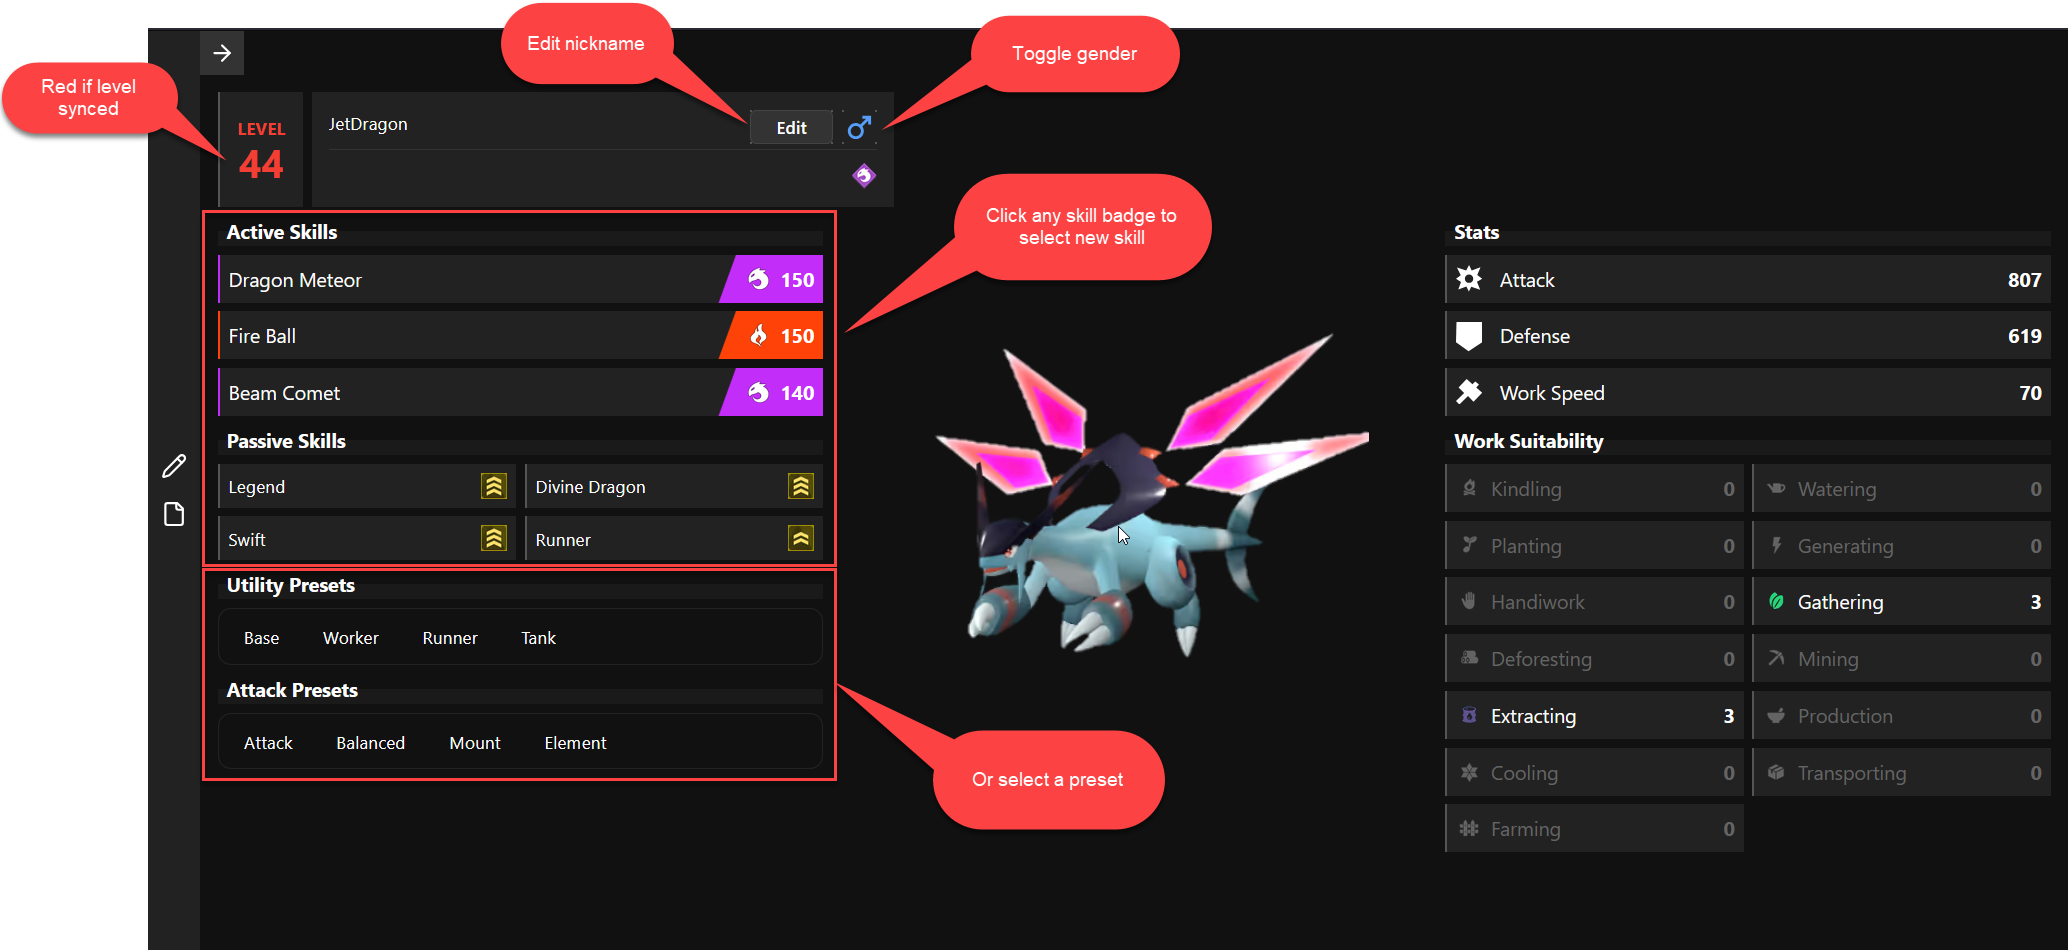 Edit nickname
Toggle gender
Red if level
synced
LEVEL
44
JetDragon
Edit
Click any skill badge to
select new skill
Active Skills
Dragon Meteor 150
Fire Ball 150
Beam Comet 140
Passive Skills
Legend
Divine Dragon
Swift
Runner
Utility Presets
Base Worker Runner Tank
Attack Presets
Attack Balanced Mount Element
Or select a preset
Stats
Attack 807
Defense 619
Work Speed 70
Work Suitability
Kindling 0
Watering 0
Planting 0
Generating 0
Handiwork 0
Gathering 3
Deforesting 0
Mining 0
Extracting 3
Production 0
Cooling 0
Transporting 0
Farming 0